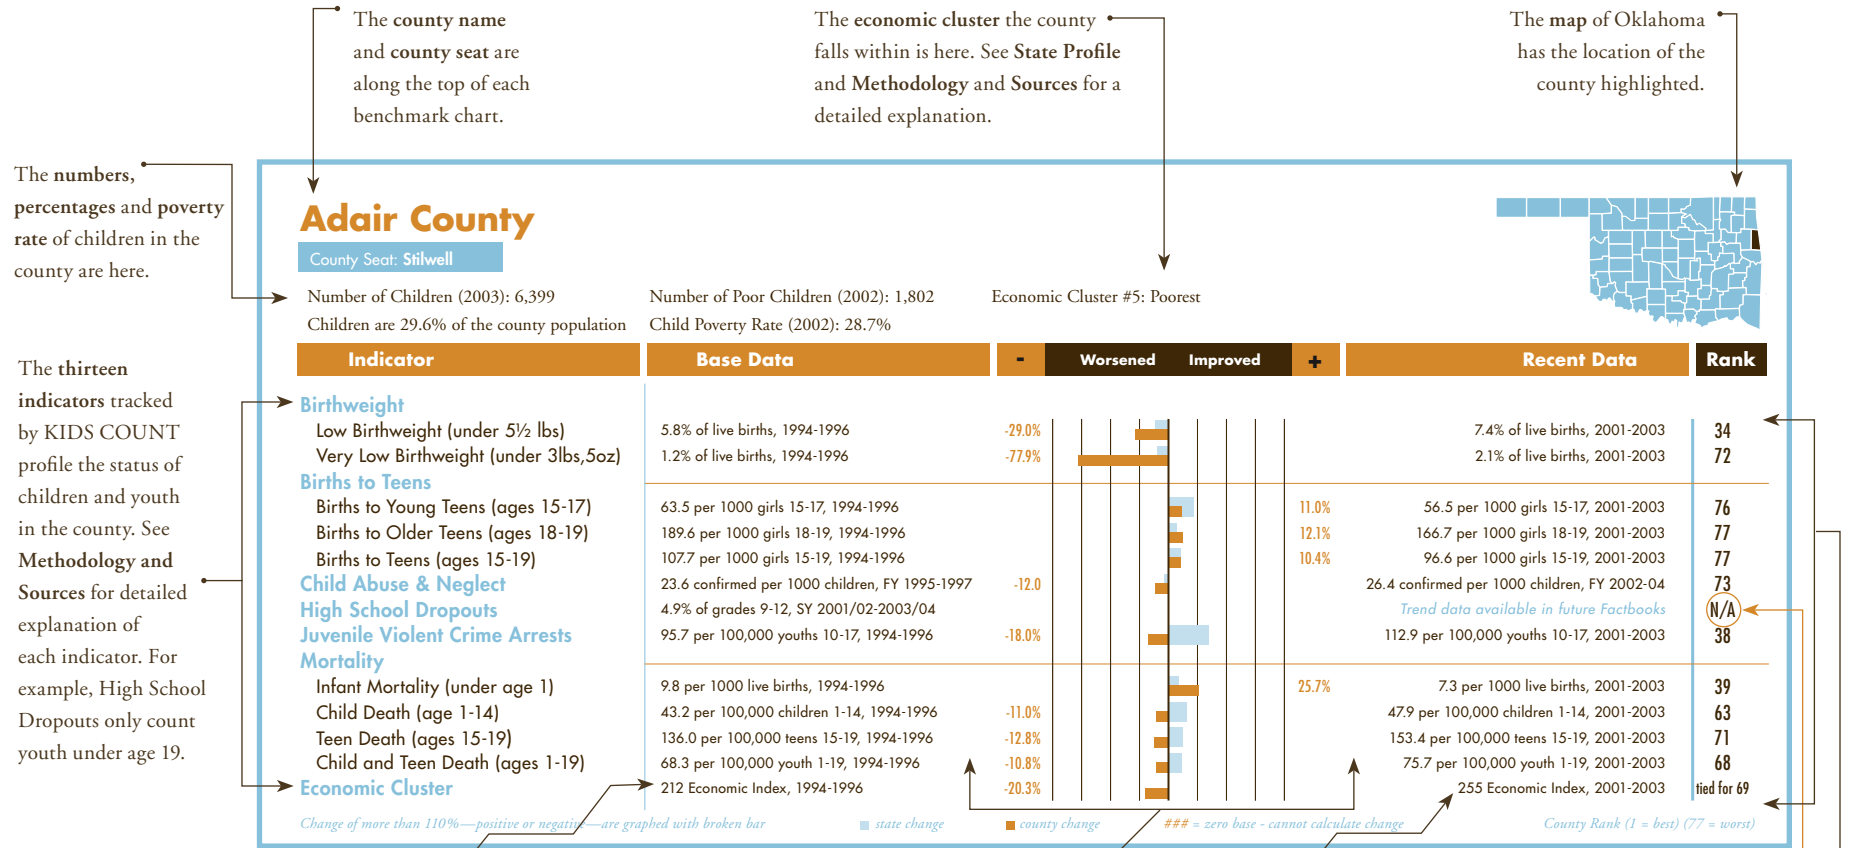 The county name
and county seat are
along the top of each
benchmark chart.
The economic cluster the county
falls within is here. See State Profile
and Methodology and Sources for a
detailed explanation.
The map of Oklahoma
has the location of the
county highlighted.
The numbers,
percentages and poverty
rate of children in the
county are here.
Adair County
County Seat: Stilwell
Number of Children (2003): 6,399
Number of Poor Children (2002): 1,802
Economic Cluster #5: Poorest
Children are 29.6% of the county population
Child Poverty Rate (2002): 28.7%
The thirteen
indicators tracked
by KIDS COUNT
profile the status of
children and youth
in the county. See
Methodology and
Sources for detailed
explanation of
each indicator. For
example, High School
Dropouts only count
youth under age 19.
Indicator Base Data - Worsened Improved + Recent Data Rank
Birthweight
Low Birthweight (under 5½ lbs) 5.8% of live births, 1994-1996 -29.0% 7.4% of live births, 2001-2003 34
Very Low Birthweight (under 3lbs,5oz) 1.2% of live births, 1994-1996 -77.9% 2.1% of live births, 2001-2003 72
Births to Teens
Births to Young Teens (ages 15-17) 63.5 per 1000 girls 15-17, 1994-1996 11.0% 56.5 per 1000 girls 15-17, 2001-2003 76
Births to Older Teens (ages 18-19) 189.6 per 1000 girls 18-19, 1994-1996 12.1% 166.7 per 1000 girls 18-19, 2001-2003 77
Births to Teens (ages 15-19) 107.7 per 1000 girls 15-19, 1994-1996 10.4% 96.6 per 1000 girls 15-19, 2001-2003 77
Child Abuse & Neglect 23.6 confirmed per 1000 children, FY 1995-1997 -12.0 26.4 confirmed per 1000 children, FY 2002-04 73
High School Dropouts 4.9% of grades 9-12, SY 2001/02-2003/04 Trend data available in future Factbooks N/A
Juvenile Violent Crime Arrests 95.7 per 100,000 youths 10-17, 1994-1996 -18.0% 112.9 per 100,000 youths 10-17, 2001-2003 38
Mortality
Infant Mortality (under age 1) 9.8 per 1000 live births, 1994-1996 25.7% 7.3 per 1000 live births, 2001-2003 39
Child Death (age 1-14) 43.2 per 100,000 children 1-14, 1994-1996 -11.0% 47.9 per 100,000 children 1-14, 2001-2003 63
Teen Death (ages 15-19) 136.0 per 100,000 teens 15-19, 1994-1996 -12.8% 153.4 per 100,000 teens 15-19, 2001-2003 71
Child and Teen Death (ages 1-19) 68.3 per 100,000 youth 1-19, 1994-1996 -10.8% 75.7 per 100,000 youth 1-19, 2001-2003 68
Economic Cluster 212 Economic Index, 1994-1996 -20.3% 255 Economic Index, 2001-2003 tied for 69
Change of more than 110%—positive or negative—are graphed with broken bar state change county change ### = zero base - cannot calculate change County Rank (1 = best) (77 = worst)